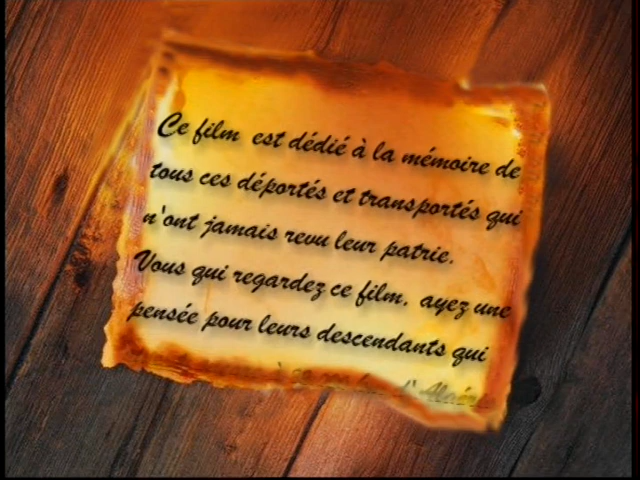 Ce film est dédié à la mémoire de
tous ces déportés et transportés qui
n'ont jamais revu leur patrie.
Vous qui regardez ce film, ayez une
pensée pour leurs descendants qui
d'Algérie